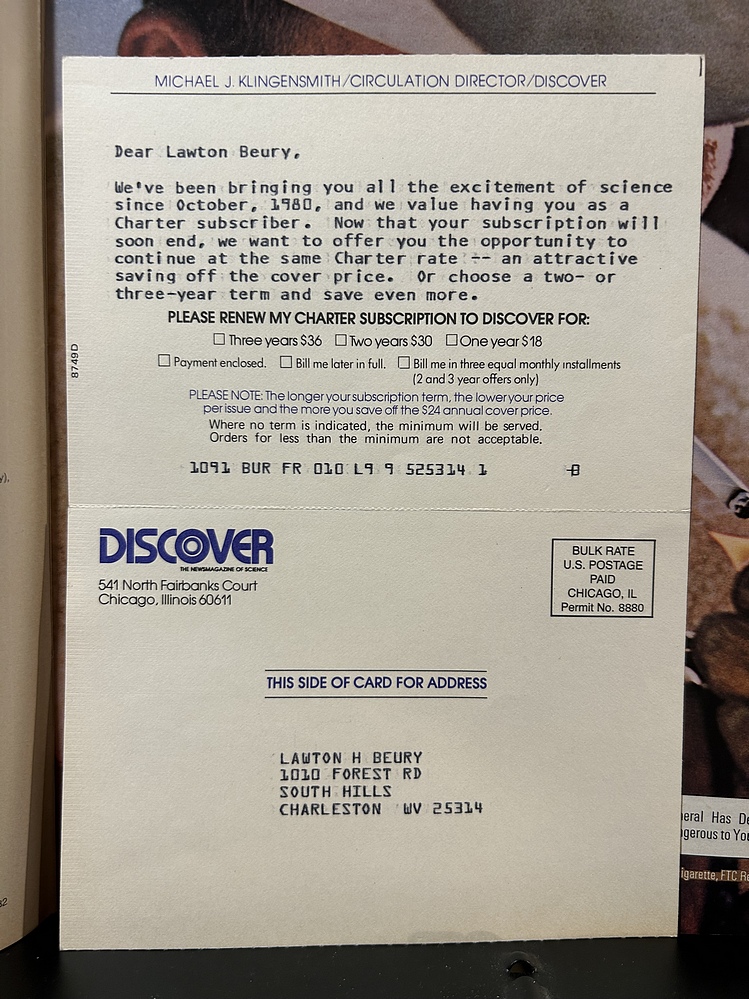 MICHAEL J. KLINGENSMITH/CIRCULATION DIRECTOR/DISCOVER
Dear Lawton Beury,
We've been bringing you all the excitement of science
since October, 1980, and we value having you as a
Charter subscriber. Now that your subscription will
soon end, we want to offer you the opportunity to
continue at the same Charter rate -- an attractive
saving off the cover price. Or choose a two- or
three-year term and save even more.
PLEASE RENEW MY CHARTER SUBSCRIPTION TO DISCOVER FOR:
Three years $36 Two years $30 One year $18
Payment enclosed. Bill me later in full. Bill me in three equal monthly installments
(2 and 3 year offers only)
8749D
PLEASE NOTE: The longer your subscription term, the lower your price
per issue and the more you save off the $24 annual cover price.
Where no term is indicated, the minimum will be served.
Orders for less than the minimum are not acceptable.
1091 BUR FR 010 L9 9 525314 1 -B
DISCOVER
THE NEWSMAGAZINE OF SCIENCE
541 North Fairbanks Court
Chicago, Illinois 60611
BULK RATE
U.S. POSTAGE
PAID
CHICAGO, IL
Permit No. 8880
THIS SIDE OF CARD FOR ADDRESS
LAWTON H BEURY
1010 FOREST RD
SOUTH HILLS
CHARLESTON WV 25314
eral Has De
ngerous to You
igarette, FTC Re